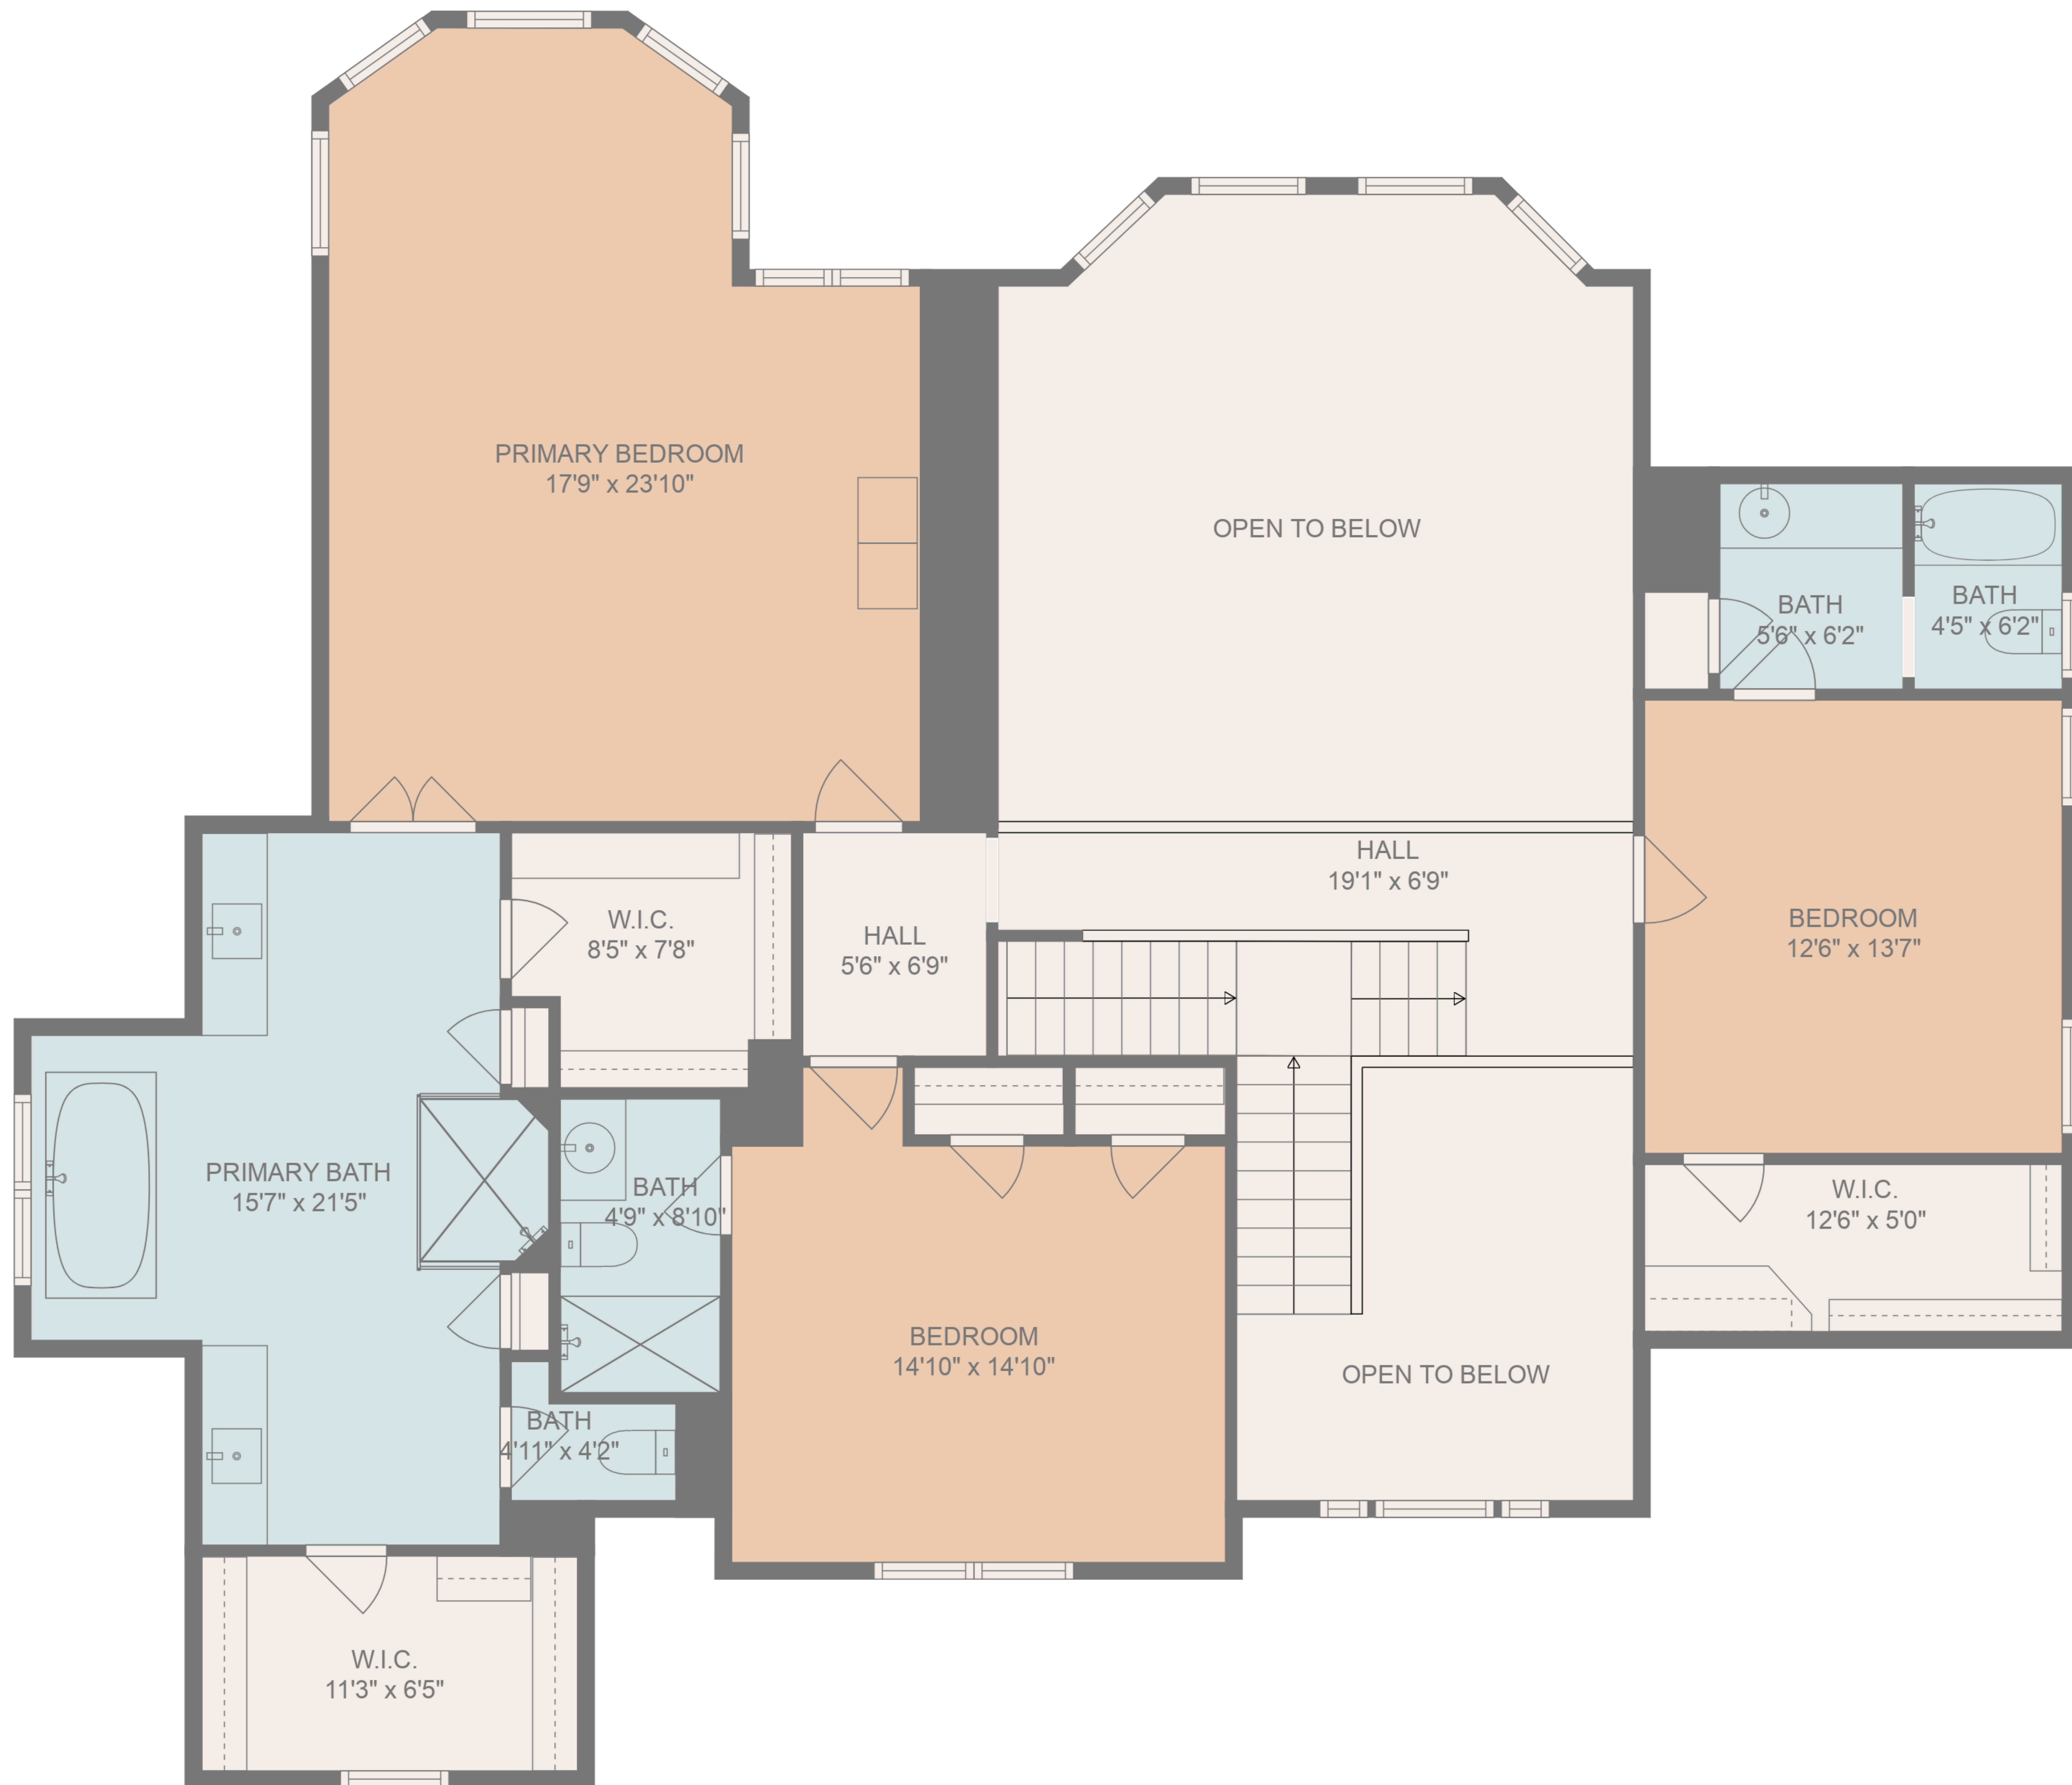 PRIMARY BEDROOM
17'9" x 23'10"
OPEN TO BELOW
BATH
5'6" x 6'2"
BATH
4'5" x 6'2"
HALL
19'1" x 6'9"
W.I.C.
8'5" x 7'8"
HALL
5'6" x 6'9"
BEDROOM
12'6" x 13'7"
PRIMARY BATH
15'7" x 21'5"
BATH
4'9" x 8'10"
W.I.C.
12'6" x 5'0"
BEDROOM
14'10" x 14'10"
OPEN TO BELOW
BATH
4'11" x 4'2"
W.I.C.
11'3" x 6'5"